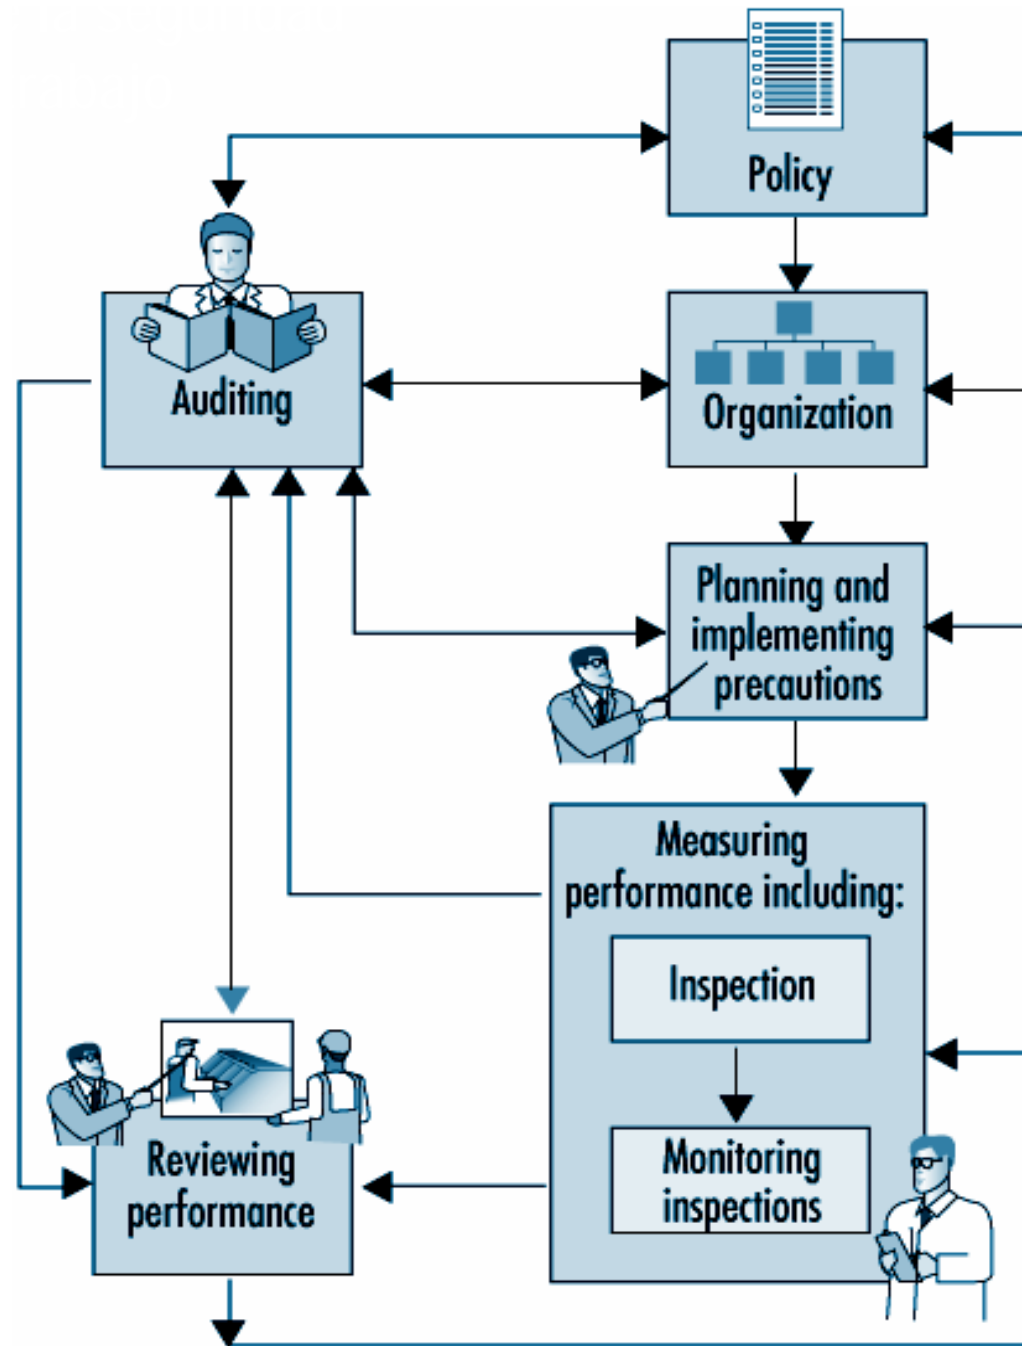 Policy
Auditing
Organization
Planning and
implementing
precautions
Measuring
performance including:
Inspection
Monitoring
inspections
Reviewing
performance